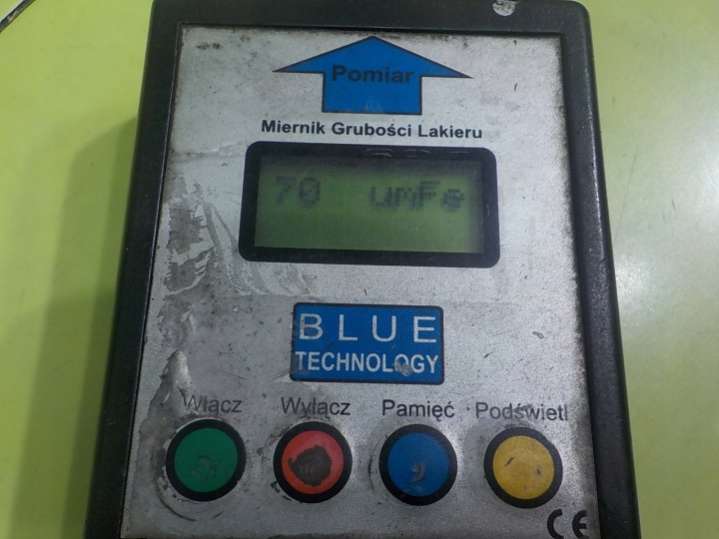 Pomiar
Miernik Grubości Lakieru
70 umFe
BLUE
TECHNOLOGY
Włącz Wyłącz Pamięć Podświetl
CE